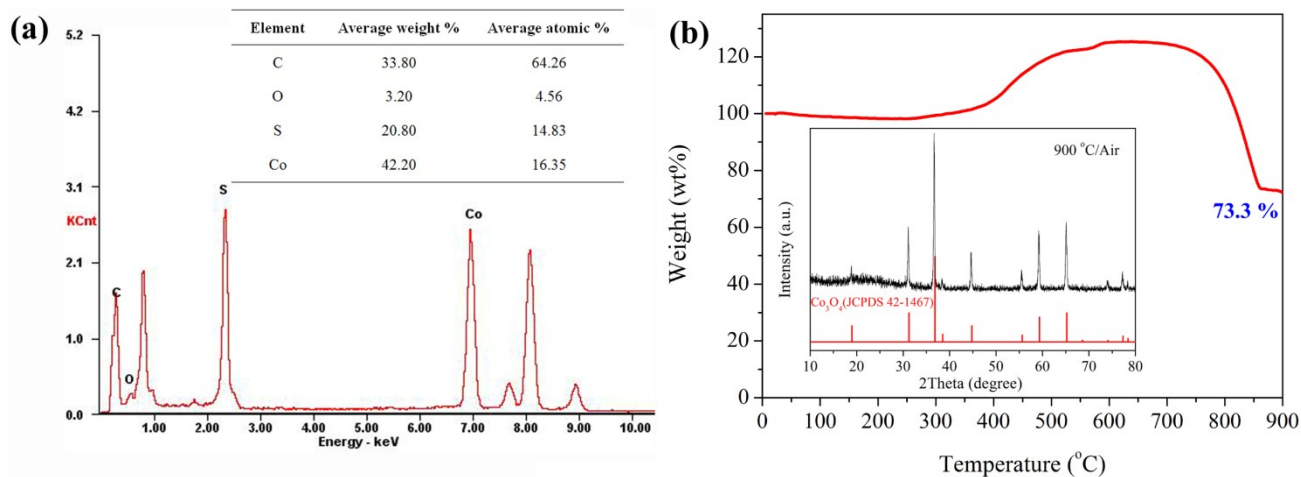 (a)
Element Average weight % Average atomic %
C 33.80 64.26
O 3.20 4.56
S 20.80 14.83
Co 42.20 16.35
5.2
4.2
3.1
KCnt
2.1
1.0
0.0
C
O
S
Co
1.00 2.00 3.00 4.00 5.00 6.00 7.00 8.00 9.00 10.00
Energy - keV
(b)
120
100
80
60
40
20
0
Weight (wt%)
73.3 %
900 °C/Air
Intensity (a.u.)
Co₃O₄(JCPDS 42-1467)
10 20 30 40 50 60 70 80
2Theta (degree)
0 100 200 300 400 500 600 700 800 900
Temperature (°C)